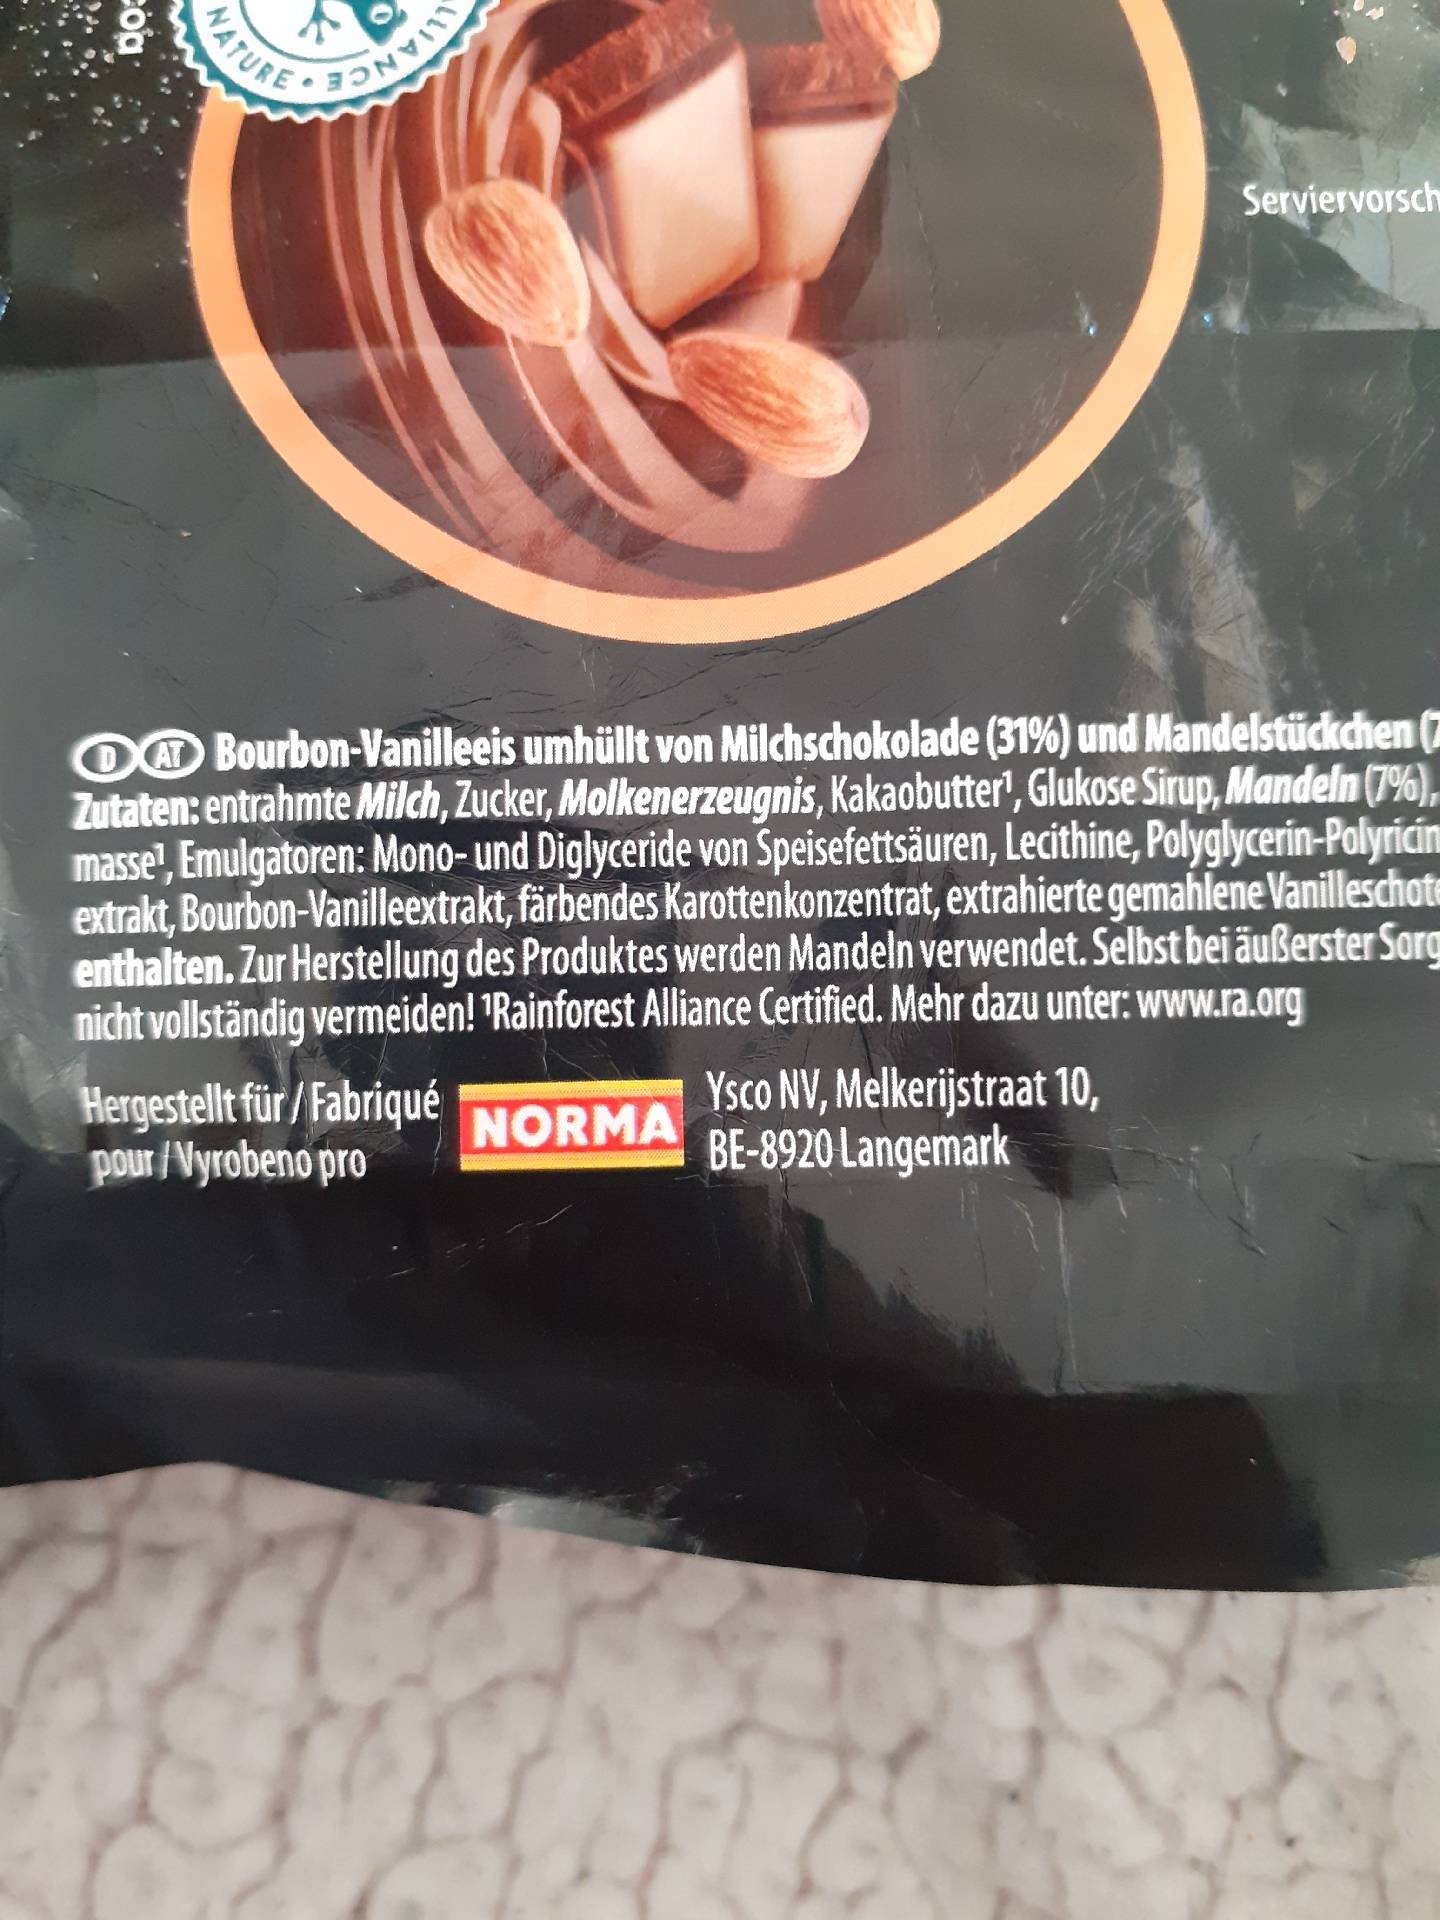 coa
NATURE • ALLIANCE
Serviervorsch
D AT Bourbon-Vanilleeis umhüllt von Milchschokolade (31%) und Mandelstückchen (7
Zutaten: entrahmte Milch, Zucker, Molkenerzeugnis, Kakaobutter¹, Glukose Sirup, Mandeln (7%),
masse¹, Emulgatoren: Mono- und Diglyceride von Speisefettsäuren, Lecithine, Polyglycerin-Polyricin
extrakt, Bourbon-Vanilleextrakt, färbendes Karottenkonzentrat, extrahierte gemahlene Vanilleschote
enthalten. Zur Herstellung des Produktes werden Mandeln verwendet. Selbst bei äußerster Sorg
nicht vollständig vermeiden! ¹Rainforest Alliance Certified. Mehr dazu unter: www.ra.org
Hergestellt für / Fabriqué
pour / Vyrobeno pro
NORMA
Ysco NV, Melkerijstraat 10,
BE-8920 Langemark